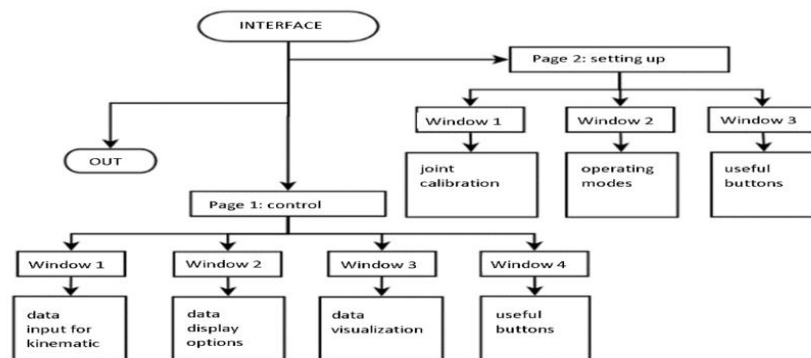 INTERFACE
Page 2: setting up
Window 1
Window 2
Window 3
OUT
joint
calibration
operating
modes
useful
buttons
Page 1: control
Window 1
Window 2
Window 3
Window 4
data
input for
kinematic
data
display
options
data
visualization
useful
buttons